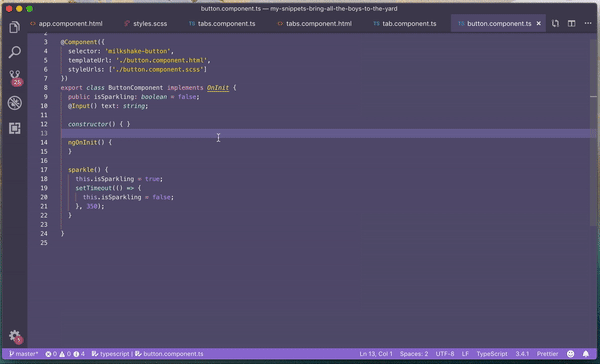 button.component.ts — my-snippets-bring-all-the-boys-to-the-yard
app.component.html styles.scss tabs.component.ts tabs.component.html tab.component.ts button.component.ts
2
3 @Component({
4 selector: 'milkshake-button',
5 templateUrl: './button.component.html',
6 styleUrls: ['./button.component.scss']
7 })
8 export class ButtonComponent implements OnInit {
9 public isSparkling: boolean = false;
10 @Input() text: string;
11
12 constructor() { }
13
14 ngOnInit() {
15 }
16
17 sparkle() {
18 this.isSparkling = true;
19 setTimeout(() => {
20 this.isSparkling = false;
21 }, 350);
22 }
23
24 }
25
25
1
master* 0 0 4 typescript | button.component.ts Ln 13, Col 1 Spaces: 2 UTF-8 LF TypeScript 3.4.1 Prettier